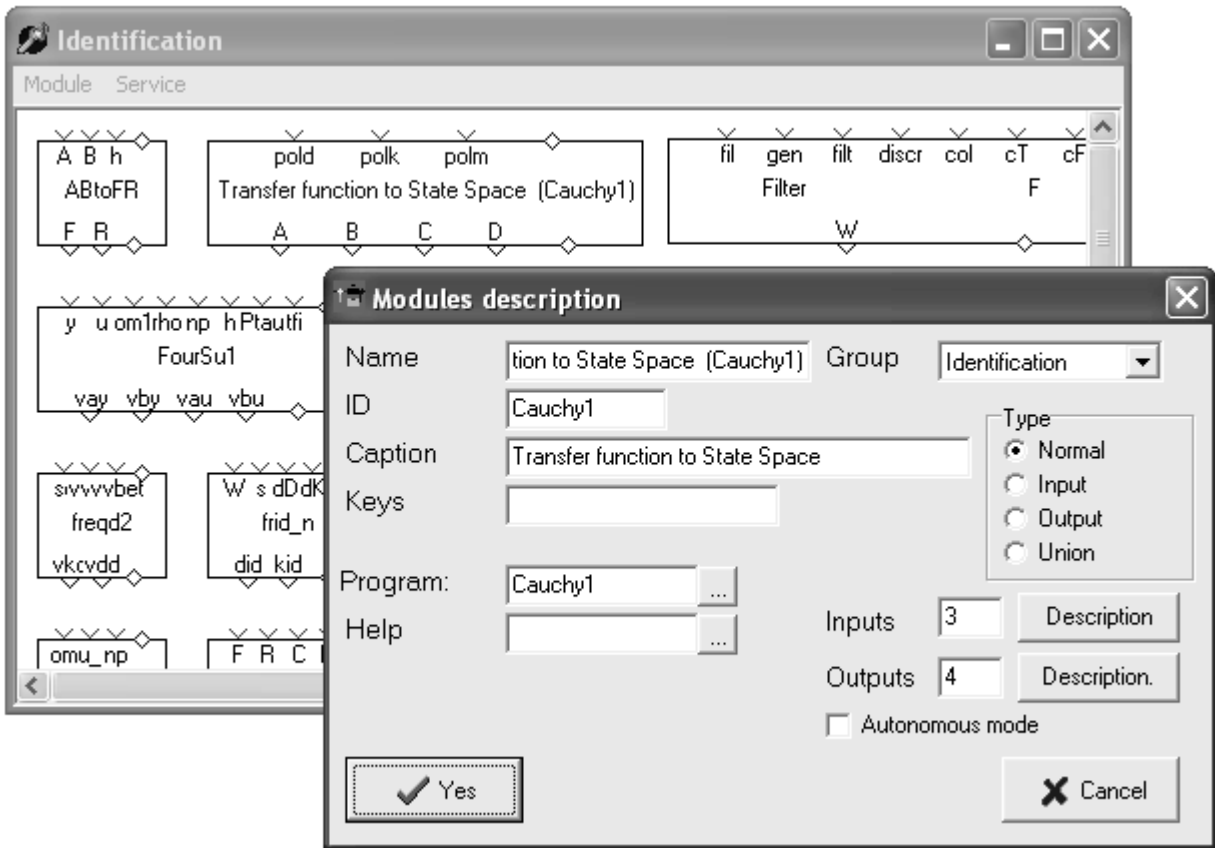 Identification
Module Service
A B h
ABtoFR
F R
pold polk polm
Transfer function to State Space (Cauchy1)
A B C D
fil gen filt discr col cT cF
Filter F
W
y u om1rho np h Ptautfi
FourSu1
vay vby vau vbu
freqd2
W s dDdK
frid_n
did kid
omu_np
F R C
Modules description
Name tion to State Space (Cauchy1) Group Identification
ID Cauchy1
Caption Transfer function to State Space
Keys
Type
Normal
Input
Output
Union
Program: Cauchy1 ...
Help ...
Inputs 3 Description
Outputs 4 Description.
Autonomous mode
Yes
Cancel